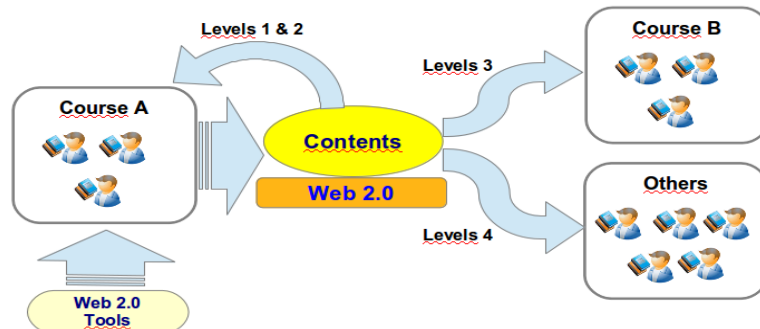 Levels 1 & 2
Course B
Levels 3
Course A
Contents
Web 2.0
Others
Levels 4
Web 2.0
Tools